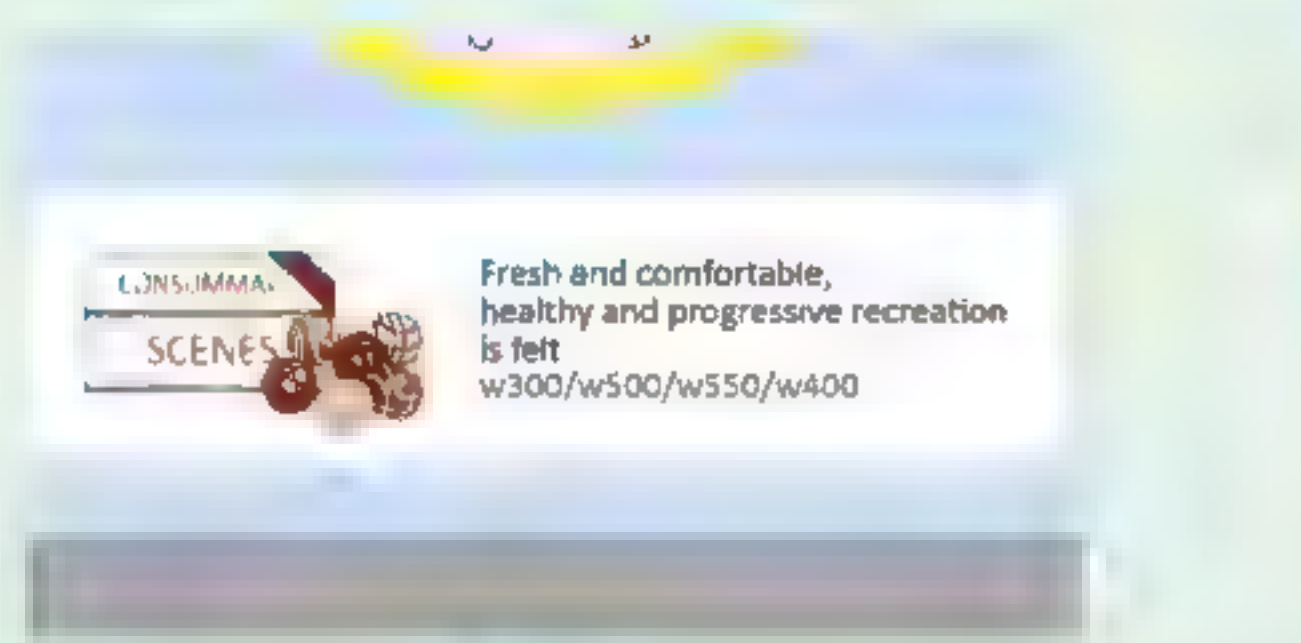 SCENES
Fresh and comfortable,
healthy and progressive recreation
is felt
w300/w500/w550/w400